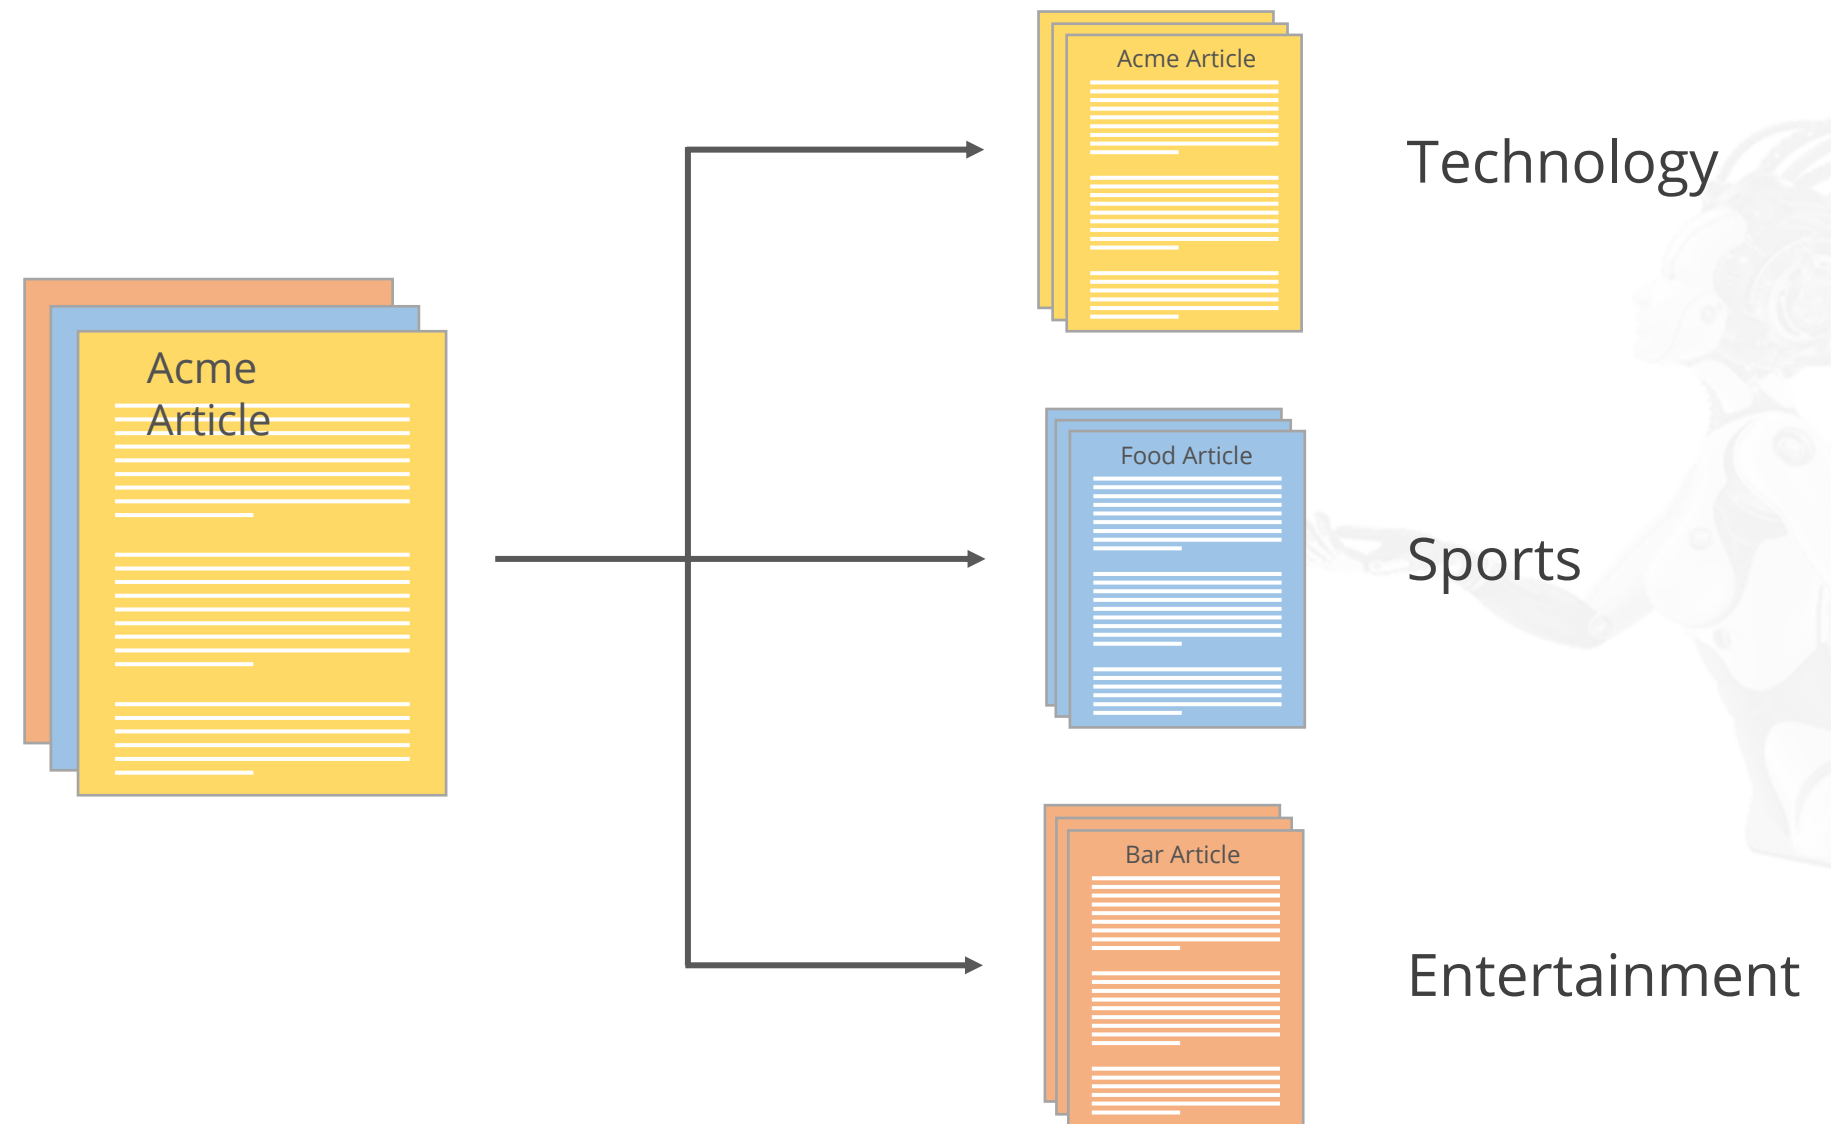 Acme Article
Technology
Acme
Article
Food Article
Sports
Bar Article
Entertainment